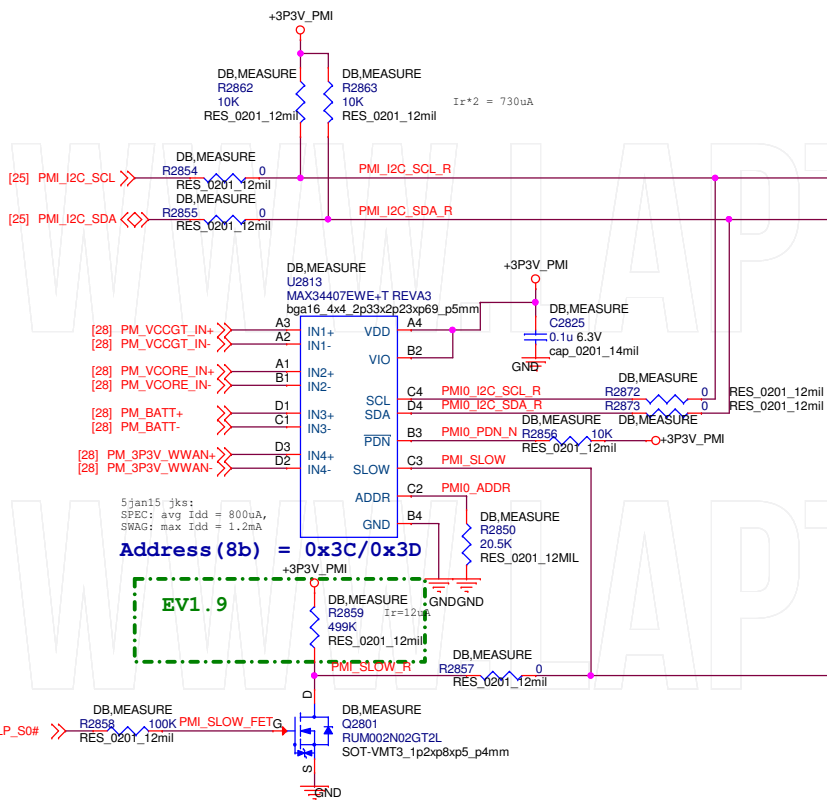 +3P3V_PMI
DB,MEASURE
R2862
10K
RES_0201_12mil
DB,MEASURE
R2863
10K
RES_0201_12mil
Ir*2 = 730uA
DB,MEASURE
R2854 0
RES_0201_12mil
[25] PMI_I2C_SCL
PMI_I2C_SCL_R
DB,MEASURE
R2855 0
RES_0201_12mil
[25] PMI_I2C_SDA
PMI_I2C_SDA_R
DB,MEASURE
U2813
MAX34407EWE+T REVA3
bga16_4x4_2p33x2p23xp69_p5mm
+3P3V_PMI
DB,MEASURE
C2825
0.1u 6.3V
cap_0201_14mil
GND
[28] PM_VCCGT_IN+ A3 IN1+
[28] PM_VCCGT_IN- A2 IN1-
[28] PM_VCORE_IN+ A1 IN2+
[28] PM_VCORE_IN- B1 IN2-
[28] PM_BATT+ D1 IN3+
[28] PM_BATT- C1 IN3-
[28] PM_3P3V_WWAN+ D3 IN4+
[28] PM_3P3V_WWAN- D2 IN4-
VDD A4
VIO B2
SCL C4 PMI0_I2C_SCL_R
SDA D4 PMI0_I2C_SDA_R
PDN B3 PMI0_PDN_N
SLOW C3 PMI_SLOW
ADDR C2 PMI0_ADDR
GND B4
DB,MEASURE
R2872 0 RES_0201_12mil
R2873 0 RES_0201_12mil
DB,MEASURE
R2856 10K
RES_0201_12mil
+3P3V_PMI
5jan15 jks:
SPEC: avg Idd = 800uA,
SWAG: max Idd = 1.2mA
Address(8b) = 0x3C/0x3D
DB,MEASURE
R2850
20.5K
RES_0201_12MIL
GND
GND
+3P3V_PMI
EV1.9
DB,MEASURE
R2859
499K
RES_0201_12mil
Ir=12uA
PMI_SLOW_R
DB,MEASURE
R2857 0
RES_0201_12mil
LP_S0#
DB,MEASURE
R2858 100K
RES_0201_12mil
PMI_SLOW_FET
G
D
S
DB,MEASURE
Q2801
RUM002N02GT2L
SOT-VMT3_1p2xp8xp5_p4mm
GND
WWW.LAPT
WWW.LAPT